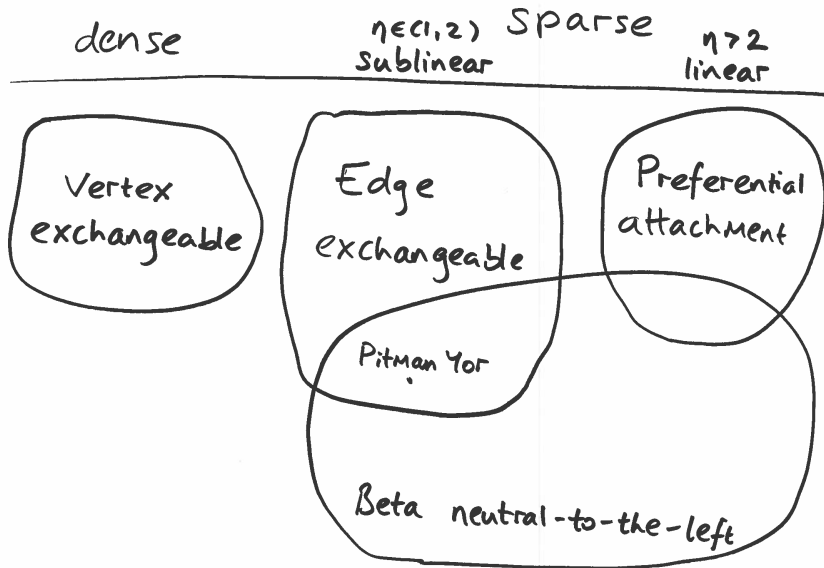 dense
η∈(1,2)
sublinear
sparse
η>2
linear
Vertex
exchangeable
Edge
exchangeable
Preferential
attachment
Pitman Yor
Beta neutral-to-the-left